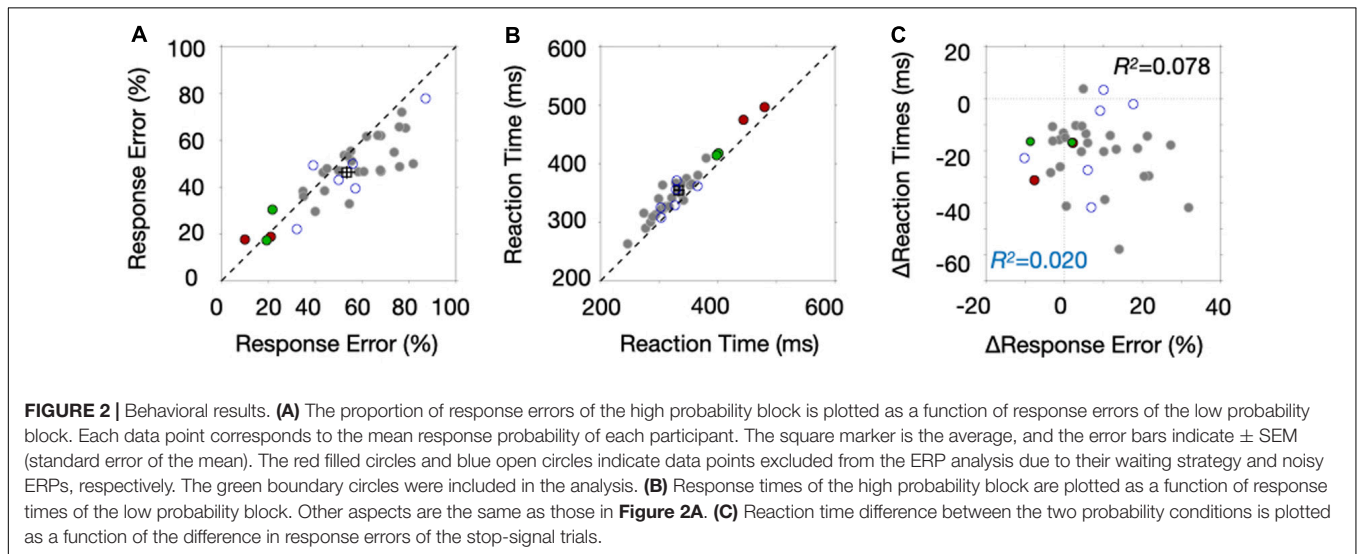 A
100
80
60
40
20
0
Response Error (%)
0 20 40 60 80 100
Response Error (%)
B
600
500
400
300
200
Reaction Time (ms)
200 400 600
Reaction Time (ms)
C
20
0
-20
-40
-60
ΔReaction Times (ms)
R²=0.078
R²=0.020
-20 0 20 40
ΔResponse Error (%)
FIGURE 2 | Behavioral results. (A) The proportion of response errors of the high probability block is plotted as a function of response errors of the low probability
block. Each data point corresponds to the mean response probability of each participant. The square marker is the average, and the error bars indicate ± SEM
(standard error of the mean). The red filled circles and blue open circles indicate data points excluded from the ERP analysis due to their waiting strategy and noisy
ERPs, respectively. The green boundary circles were included in the analysis. (B) Response times of the high probability block are plotted as a function of response
times of the low probability block. Other aspects are the same as those in Figure 2A. (C) Reaction time difference between the two probability conditions is plotted
as a function of the difference in response errors of the stop-signal trials.